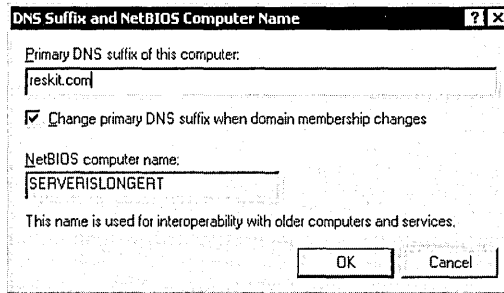 DNS Suffix and NetBIOS Computer Name
Primary DNS suffix of this computer:
reskit.com
Change primary DNS suffix when domain membership changes
NetBIOS computer name:
SERVERISLONGERT
This name is used for interoperability with older computers and services.
OK Cancel